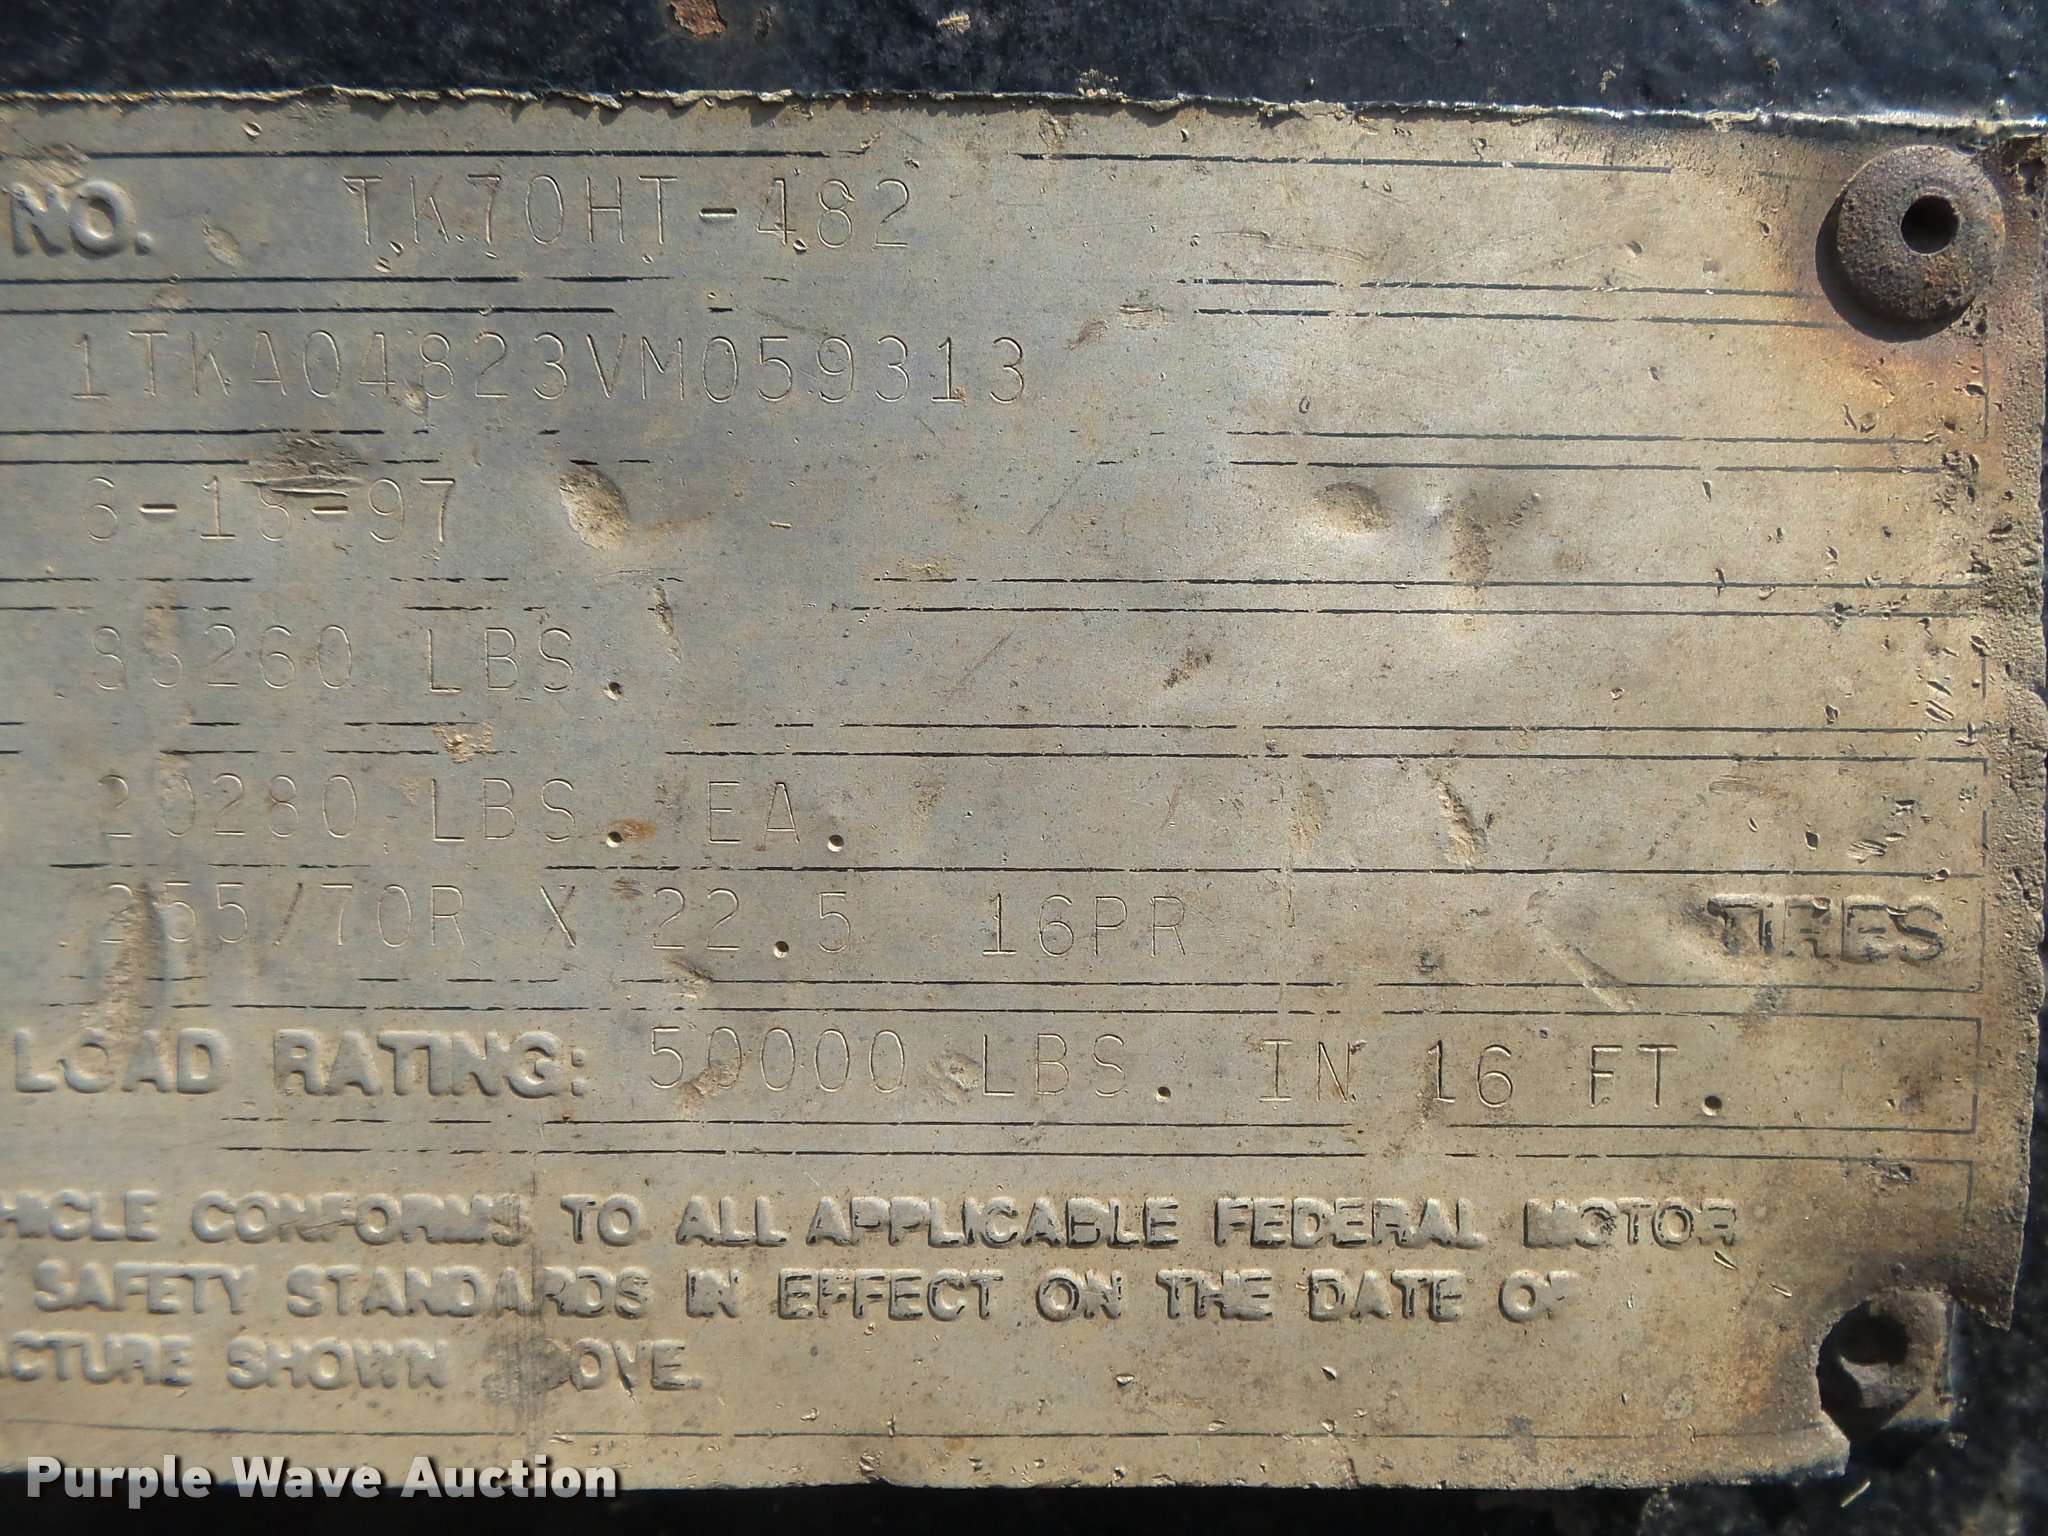 NO. TK70HT-482
1TKA04823VM059313
6-18-97
83260 LBS.
20280 LBS. EA.
255/70R X 22.5 16PR TIRES
LOAD RATING: 50000 LBS. IN 16 FT.
HICLE CONFORMS TO ALL APPLICABLE FEDERAL MOTOR
E SAFETY STANDARDS IN EFFECT ON THE DATE OF
ACTURE SHOWN ABOVE.
Purple Wave Auction